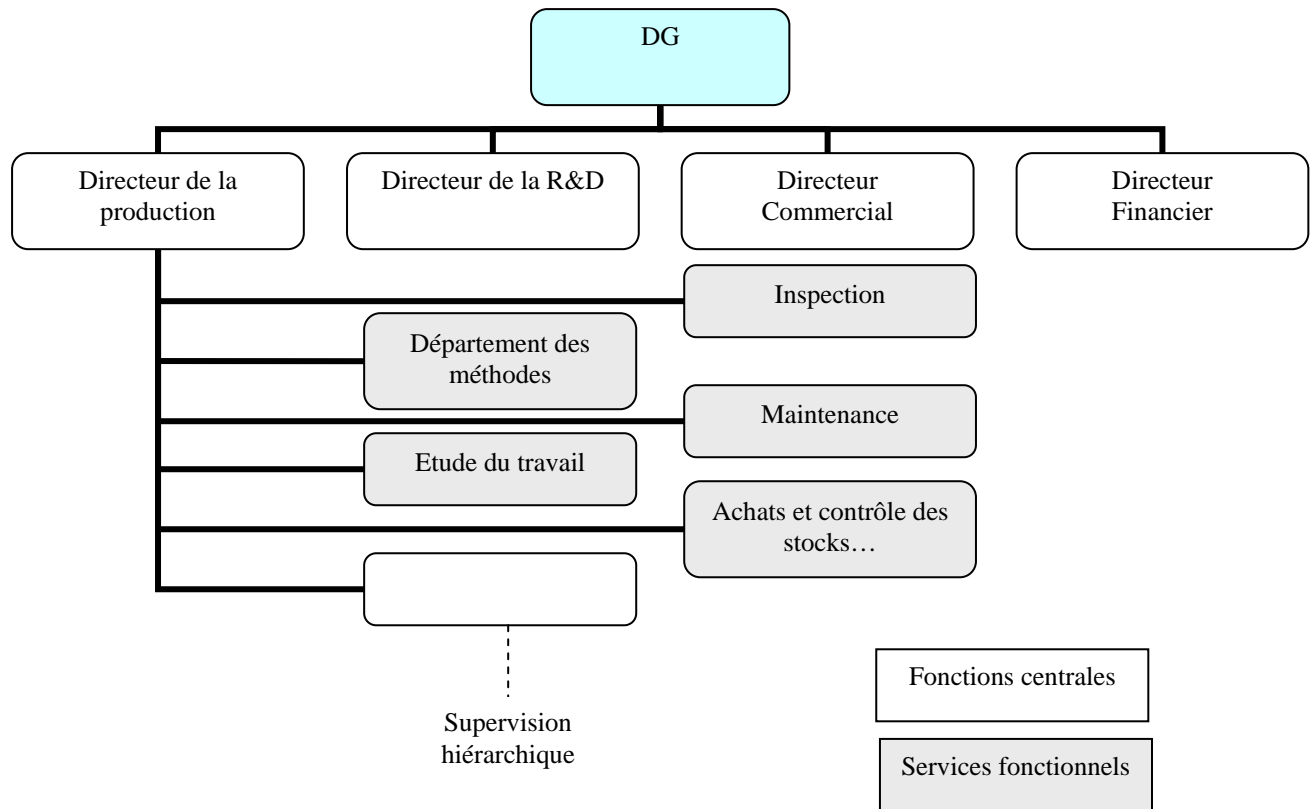 DG
Directeur de la
production
Directeur de la R&D
Directeur
Commercial
Directeur
Financier
Inspection
Département des
méthodes
Maintenance
Etude du travail
Achats et contrôle des
stocks…
Supervision
hiérarchique
Fonctions centrales
Services fonctionnels